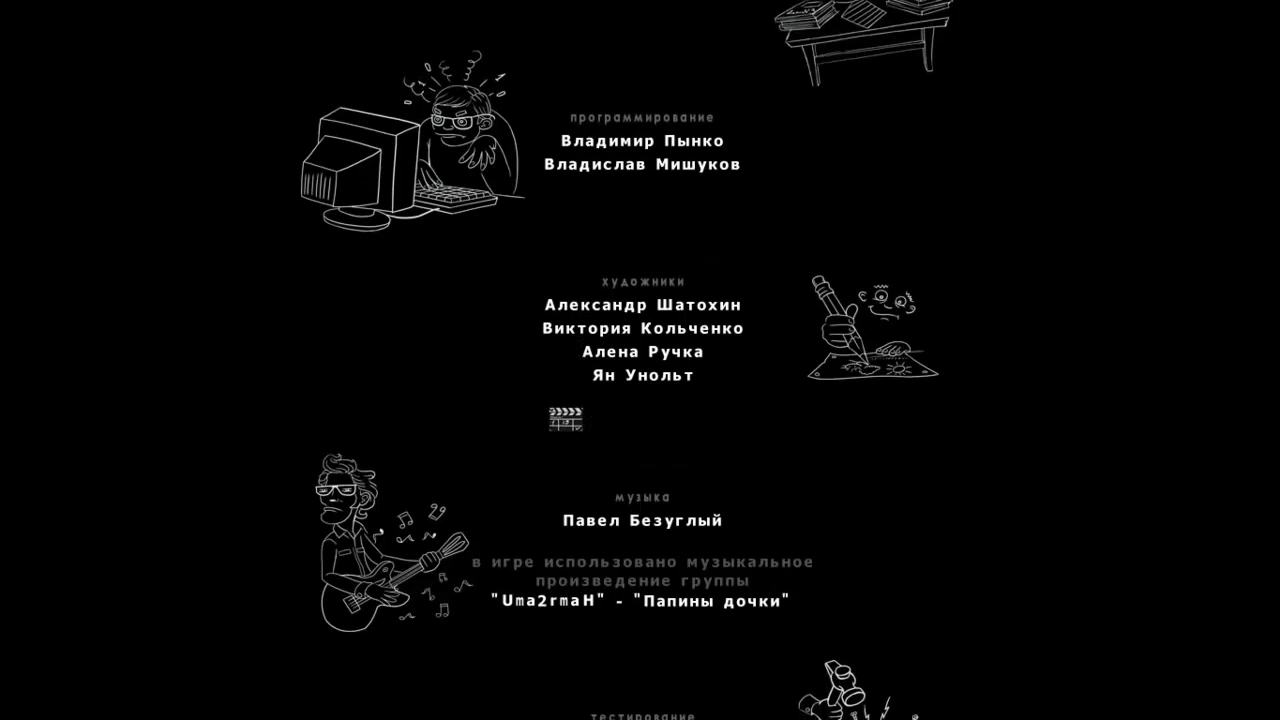 программирование
Владимир Пынко
Владислав Мишуков
художники
Александр Шатохин
Виктория Кольченко
Алена Ручка
Ян Унольт
музыка
Павел Безуглый
в игре использовано музыкальное
произведение группы
"Uma2rmaH" - "Папины дочки"
тестирование